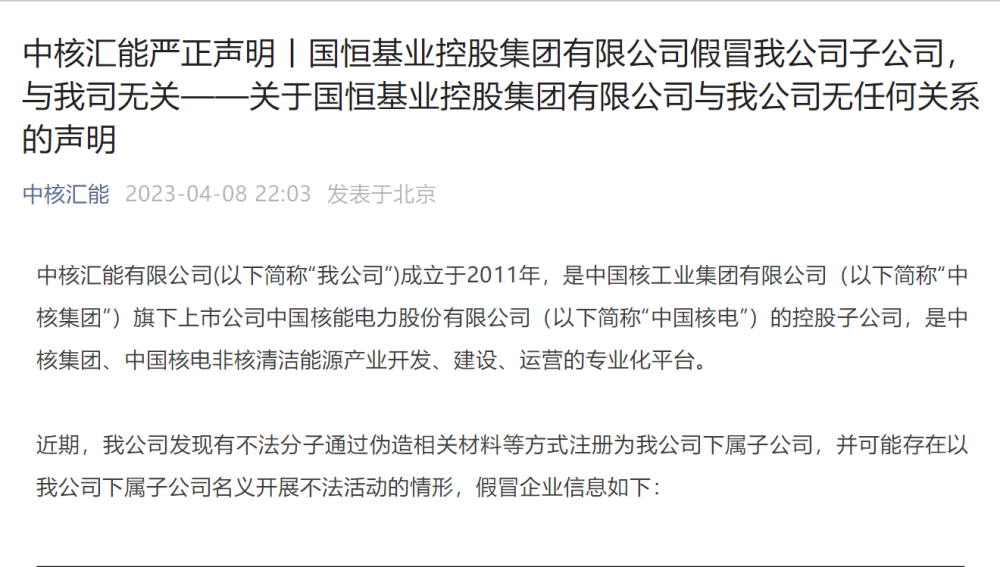 中核汇能严正声明丨国恒基业控股集团有限公司假冒我公司子公司，
与我司无关——关于国恒基业控股集团有限公司与我公司无任何关系
的声明
中核汇能 2023-04-08 22:03 发表于北京
中核汇能有限公司(以下简称“我公司”)成立于2011年，是中国核工业集团有限公司（以下简称“中
核集团”）旗下上市公司中国核能电力股份有限公司（以下简称“中国核电”）的控股子公司，是中
核集团、中国核电非核清洁能源产业开发、建设、运营的专业化平台。
近期，我公司发现有不法分子通过伪造相关材料等方式注册为我公司下属子公司，并可能存在以
我公司下属子公司名义开展不法活动的情形，假冒企业信息如下：